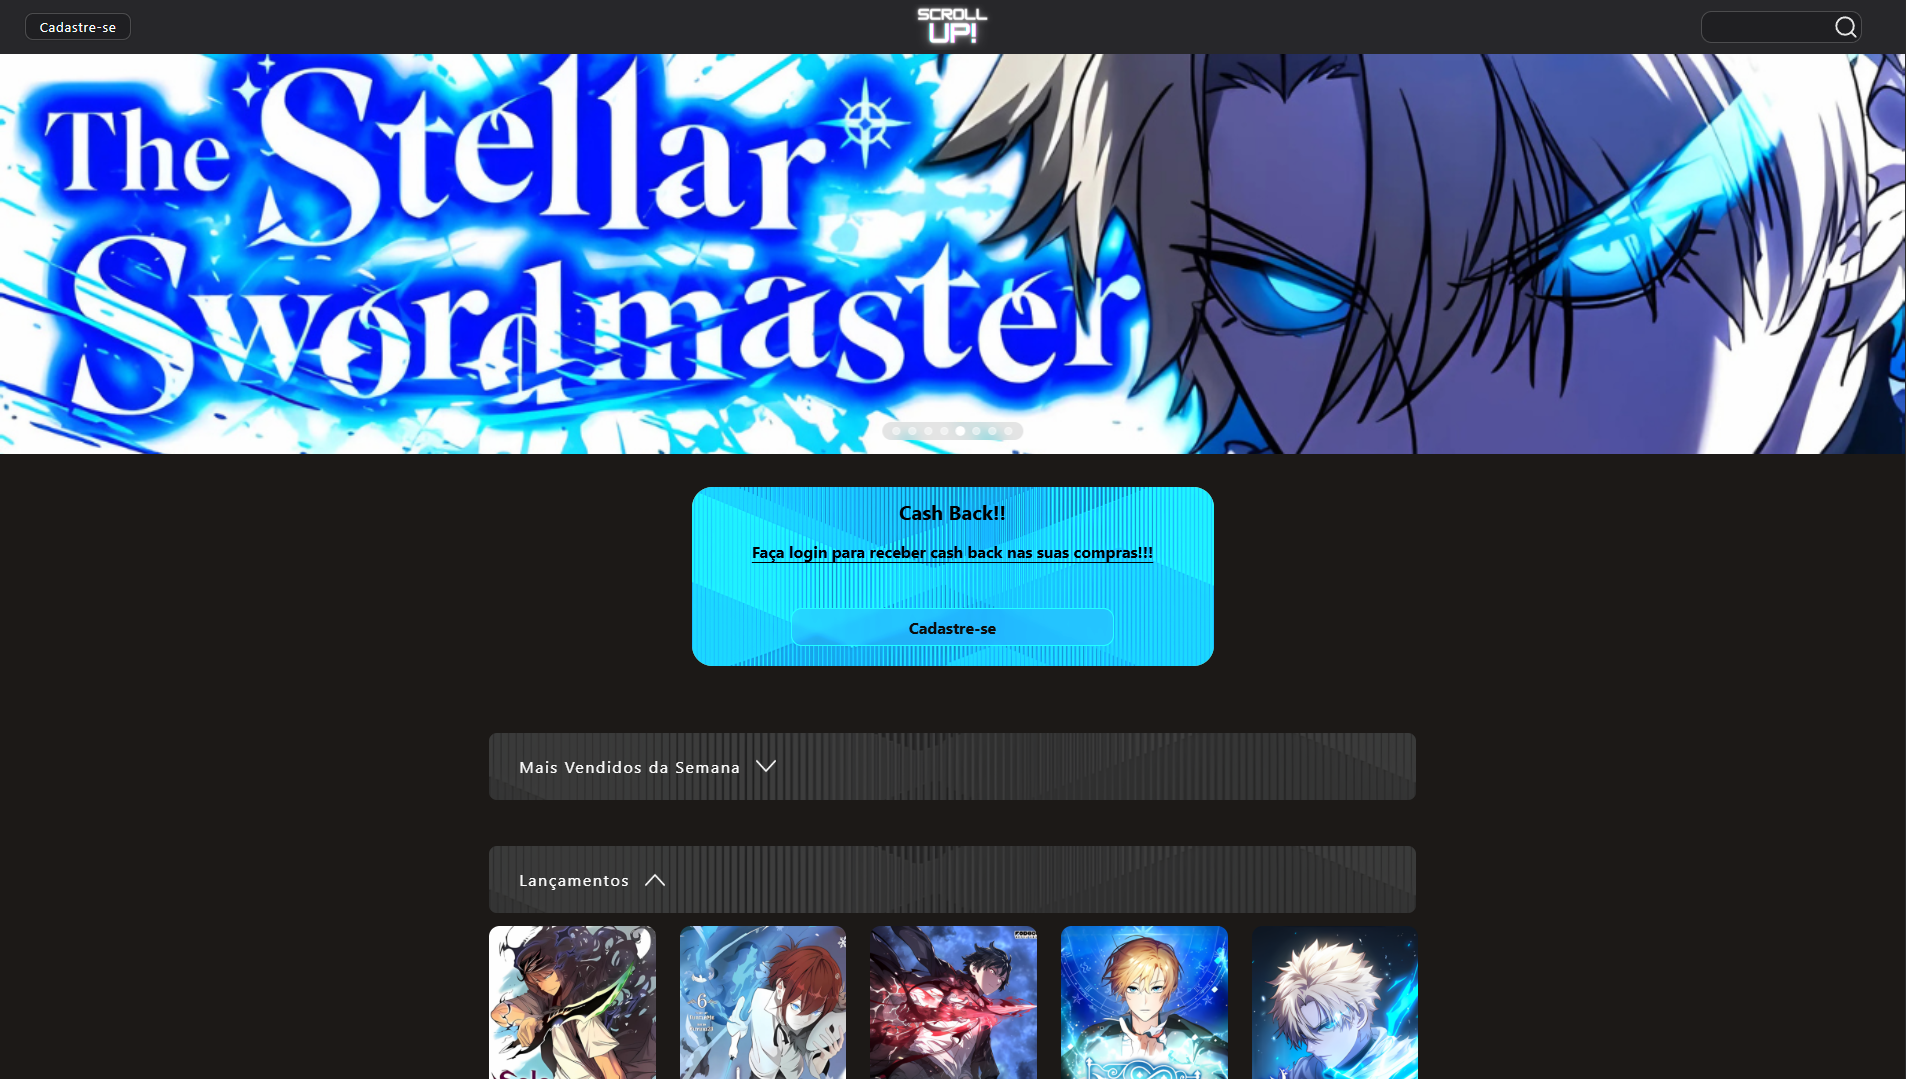 Cadastre-se
SCROLL
UP!
The Stellar
Swordmaster
Cash Back!!
Faça login para receber cash back nas suas compras!!!
Cadastre-se
Mais Vendidos da Semana
Lançamentos
6